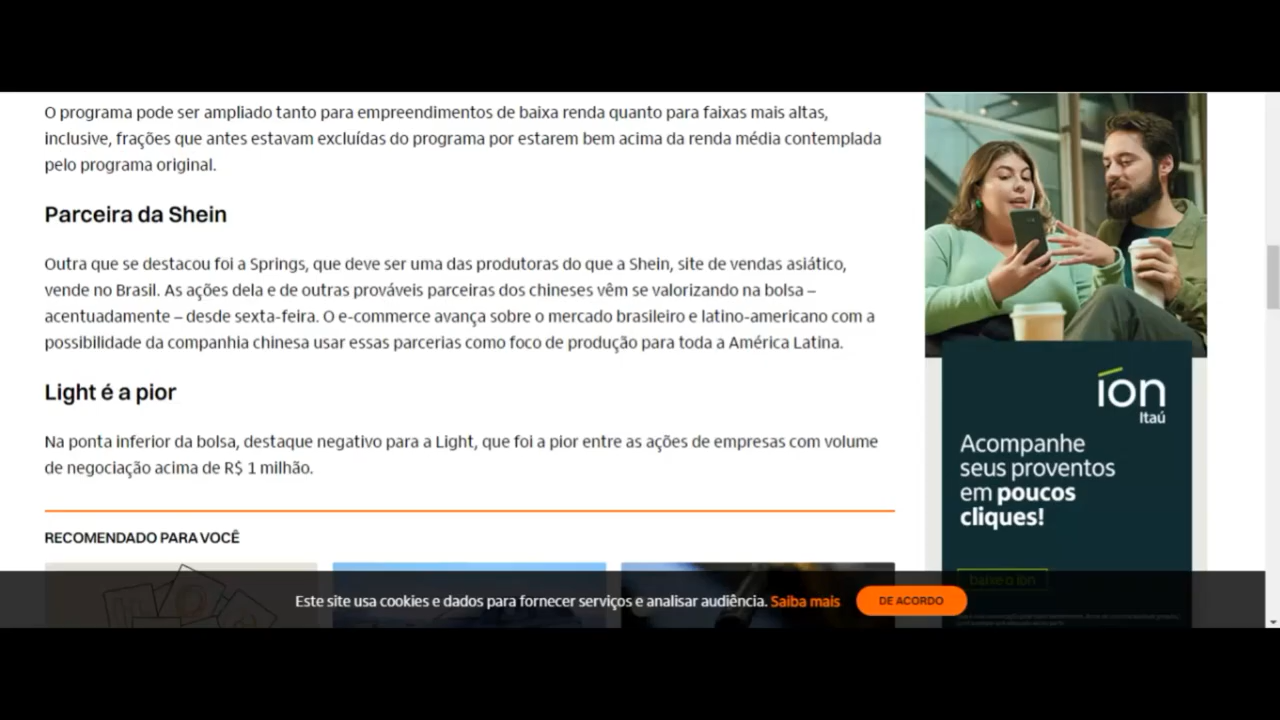 O programa pode ser ampliado tanto para empreendimentos de baixa renda quanto para faixas mais altas,
inclusive, frações que antes estavam excluídas do programa por estarem bem acima da renda média contemplada
pelo programa original.
Parceira da Shein
Outra que se destacou foi a Springs, que deve ser uma das produtoras do que a Shein, site de vendas asiático,
vende no Brasil. As ações dela e de outras prováveis parceiras dos chineses vêm se valorizando na bolsa –
acentuadamente – desde sexta-feira. O e-commerce avança sobre o mercado brasileiro e latino-americano com a
possibilidade da companhia chinesa usar essas parcerias como foco de produção para toda a América Latina.
Light é a pior
Na ponta inferior da bolsa, destaque negativo para a Light, que foi a pior entre as ações de empresas com volume
de negociação acima de R$ 1 milhão.
RECOMENDADO PARA VOCÊ
íon
Itaú
Acompanhe
seus proventos
em poucos
cliques!
baixe o íon
Este site usa cookies e dados para fornecer serviços e analisar audiência. Saiba mais
DE ACORDO